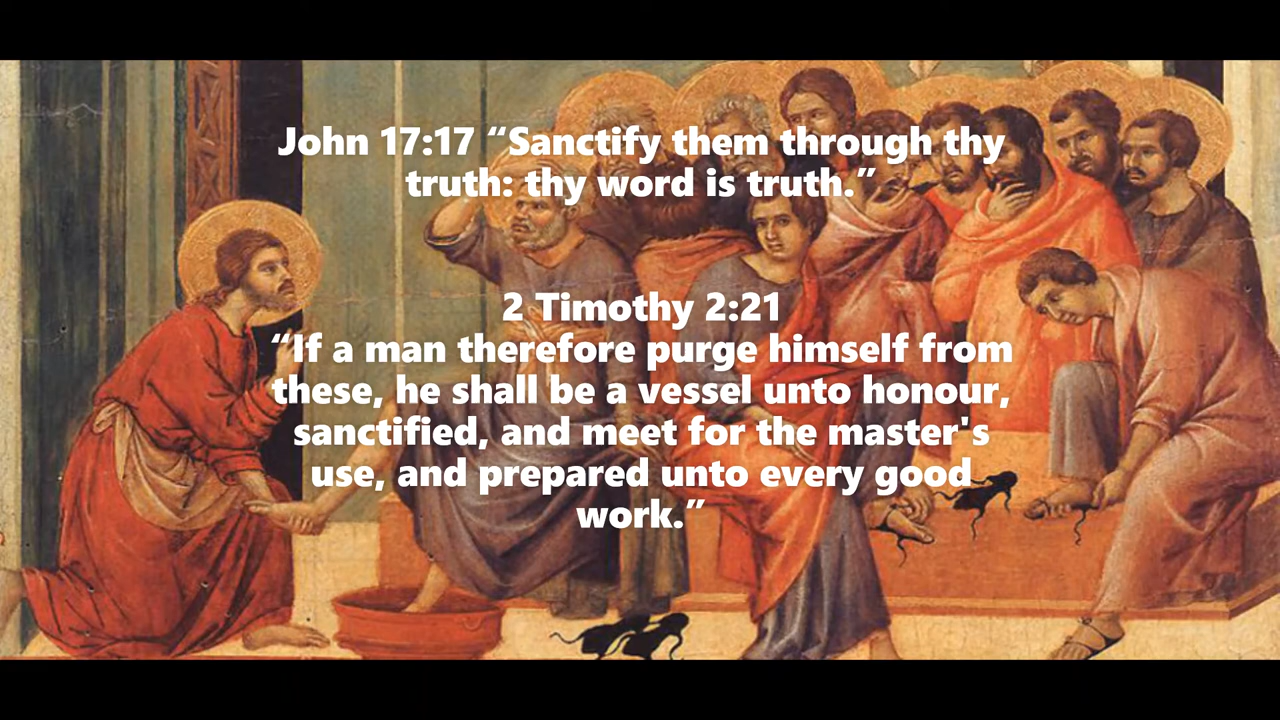 John 17:17 “Sanctify them through thy
truth: thy word is truth.”
2 Timothy 2:21
“If a man therefore purge himself from
these, he shall be a vessel unto honour,
sanctified, and meet for the master's
use, and prepared unto every good
work.”